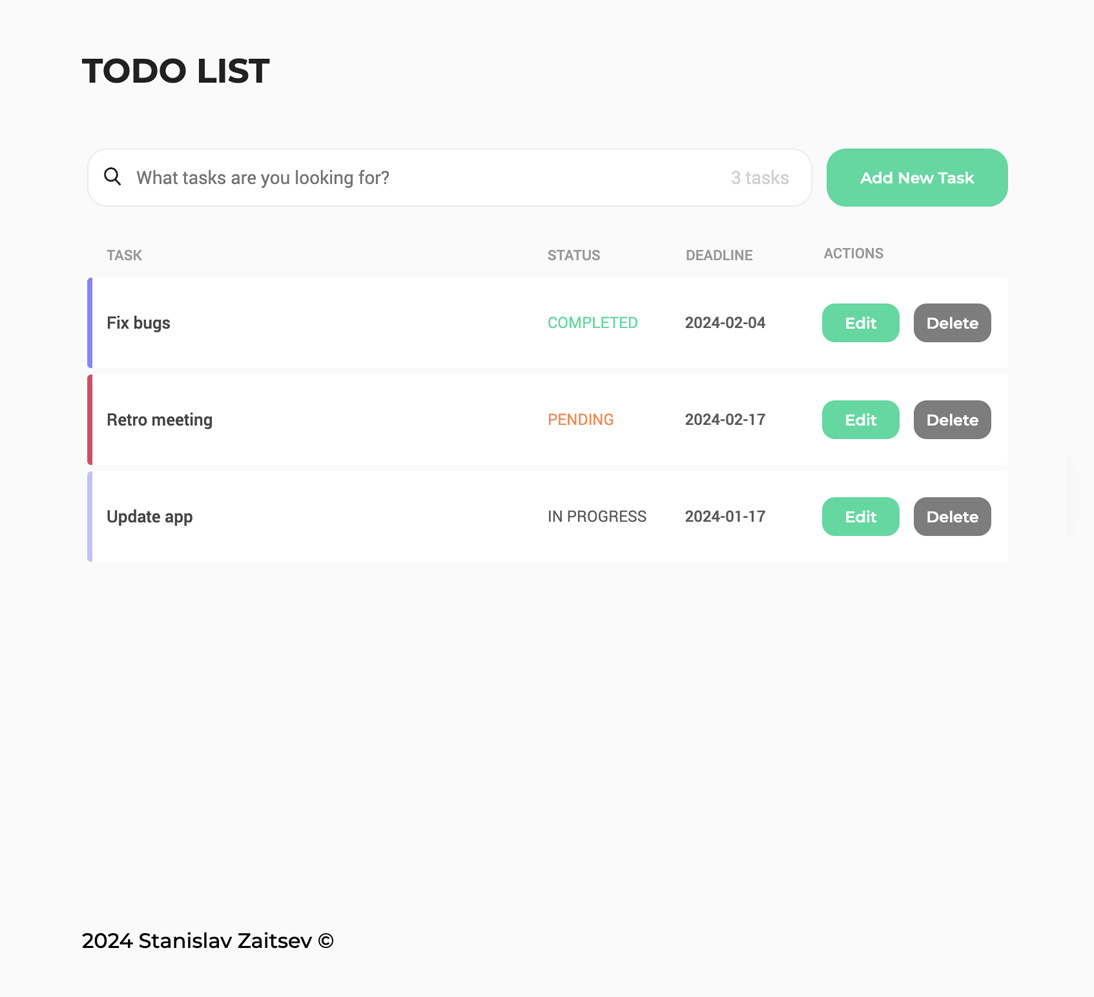 TODO LIST
What tasks are you looking for? 3 tasks Add New Task
TASK STATUS DEADLINE ACTIONS
Fix bugs COMPLETED 2024-02-04 Edit Delete
Retro meeting PENDING 2024-02-17 Edit Delete
Update app IN PROGRESS 2024-01-17 Edit Delete
2024 Stanislav Zaitsev ©